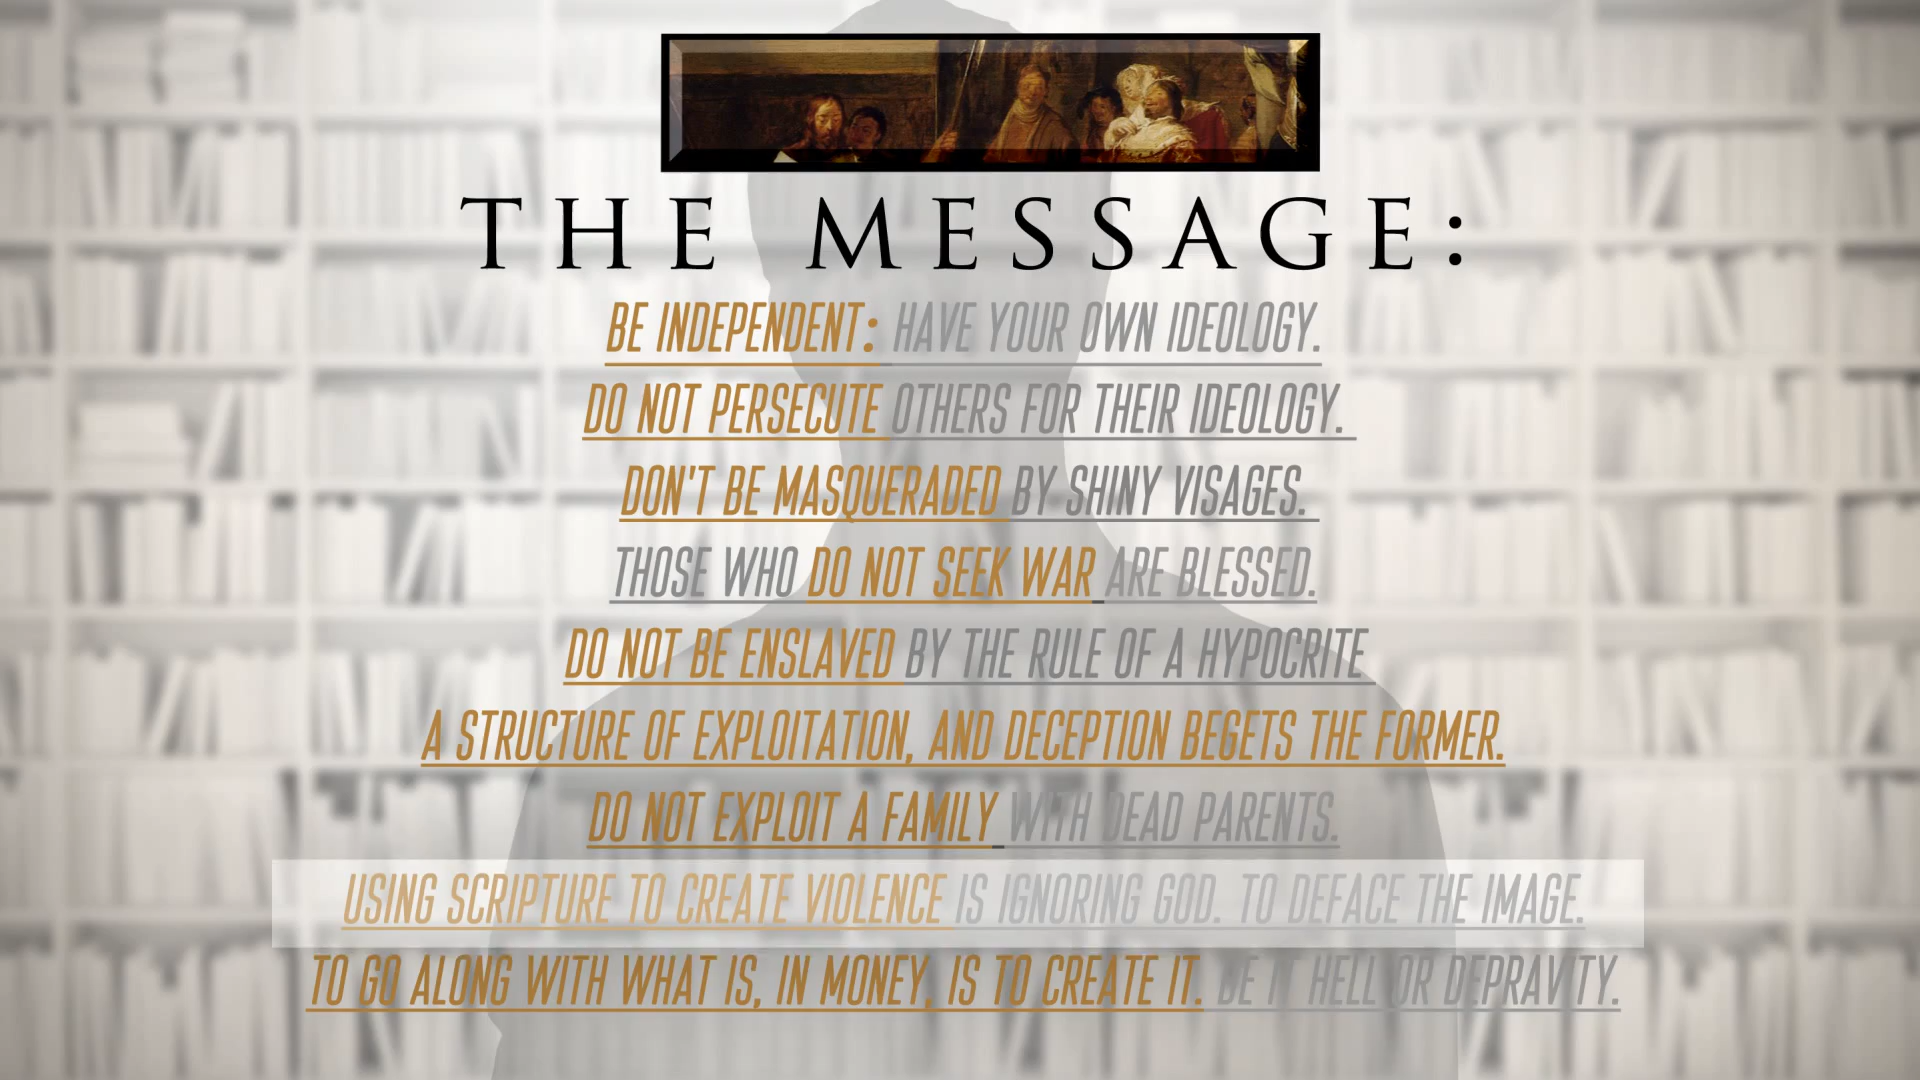 THE MESSAGE:
BE INDEPENDENT: HAVE YOUR OWN IDEOLOGY.
DO NOT PERSECUTE OTHERS FOR THEIR IDEOLOGY.
DON'T BE MASQUERADED BY SHINY VISAGES.
THOSE WHO DO NOT SEEK WAR ARE BLESSED.
DO NOT BE ENSLAVED BY THE RULE OF A HYPOCRITE
A STRUCTURE OF EXPLOITATION, AND DECEPTION BEGETS THE FORMER.
DO NOT EXPLOIT A FAMILY WITH DEAD PARENTS.
USING SCRIPTURE TO CREATE VIOLENCE IS IGNORING GOD. TO DEFACE THE IMAGE.
TO GO ALONG WITH WHAT IS, IN MONEY, IS TO CREATE IT. BE IT HELL OR DEPRAVITY.